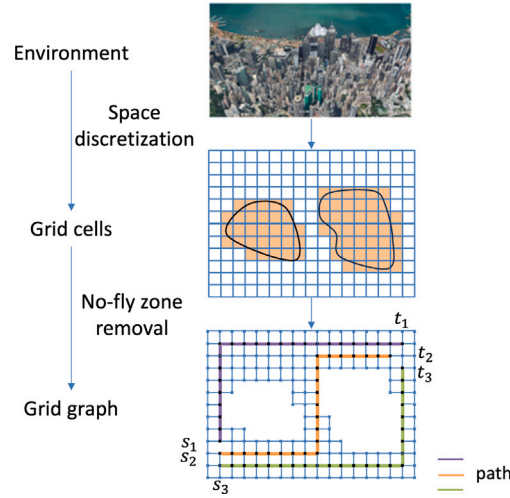 Environment
Space
discretization
Grid cells
No-fly zone
removal
t₁
t₂
t₃
Grid graph
s₁
s₂
s₃
path